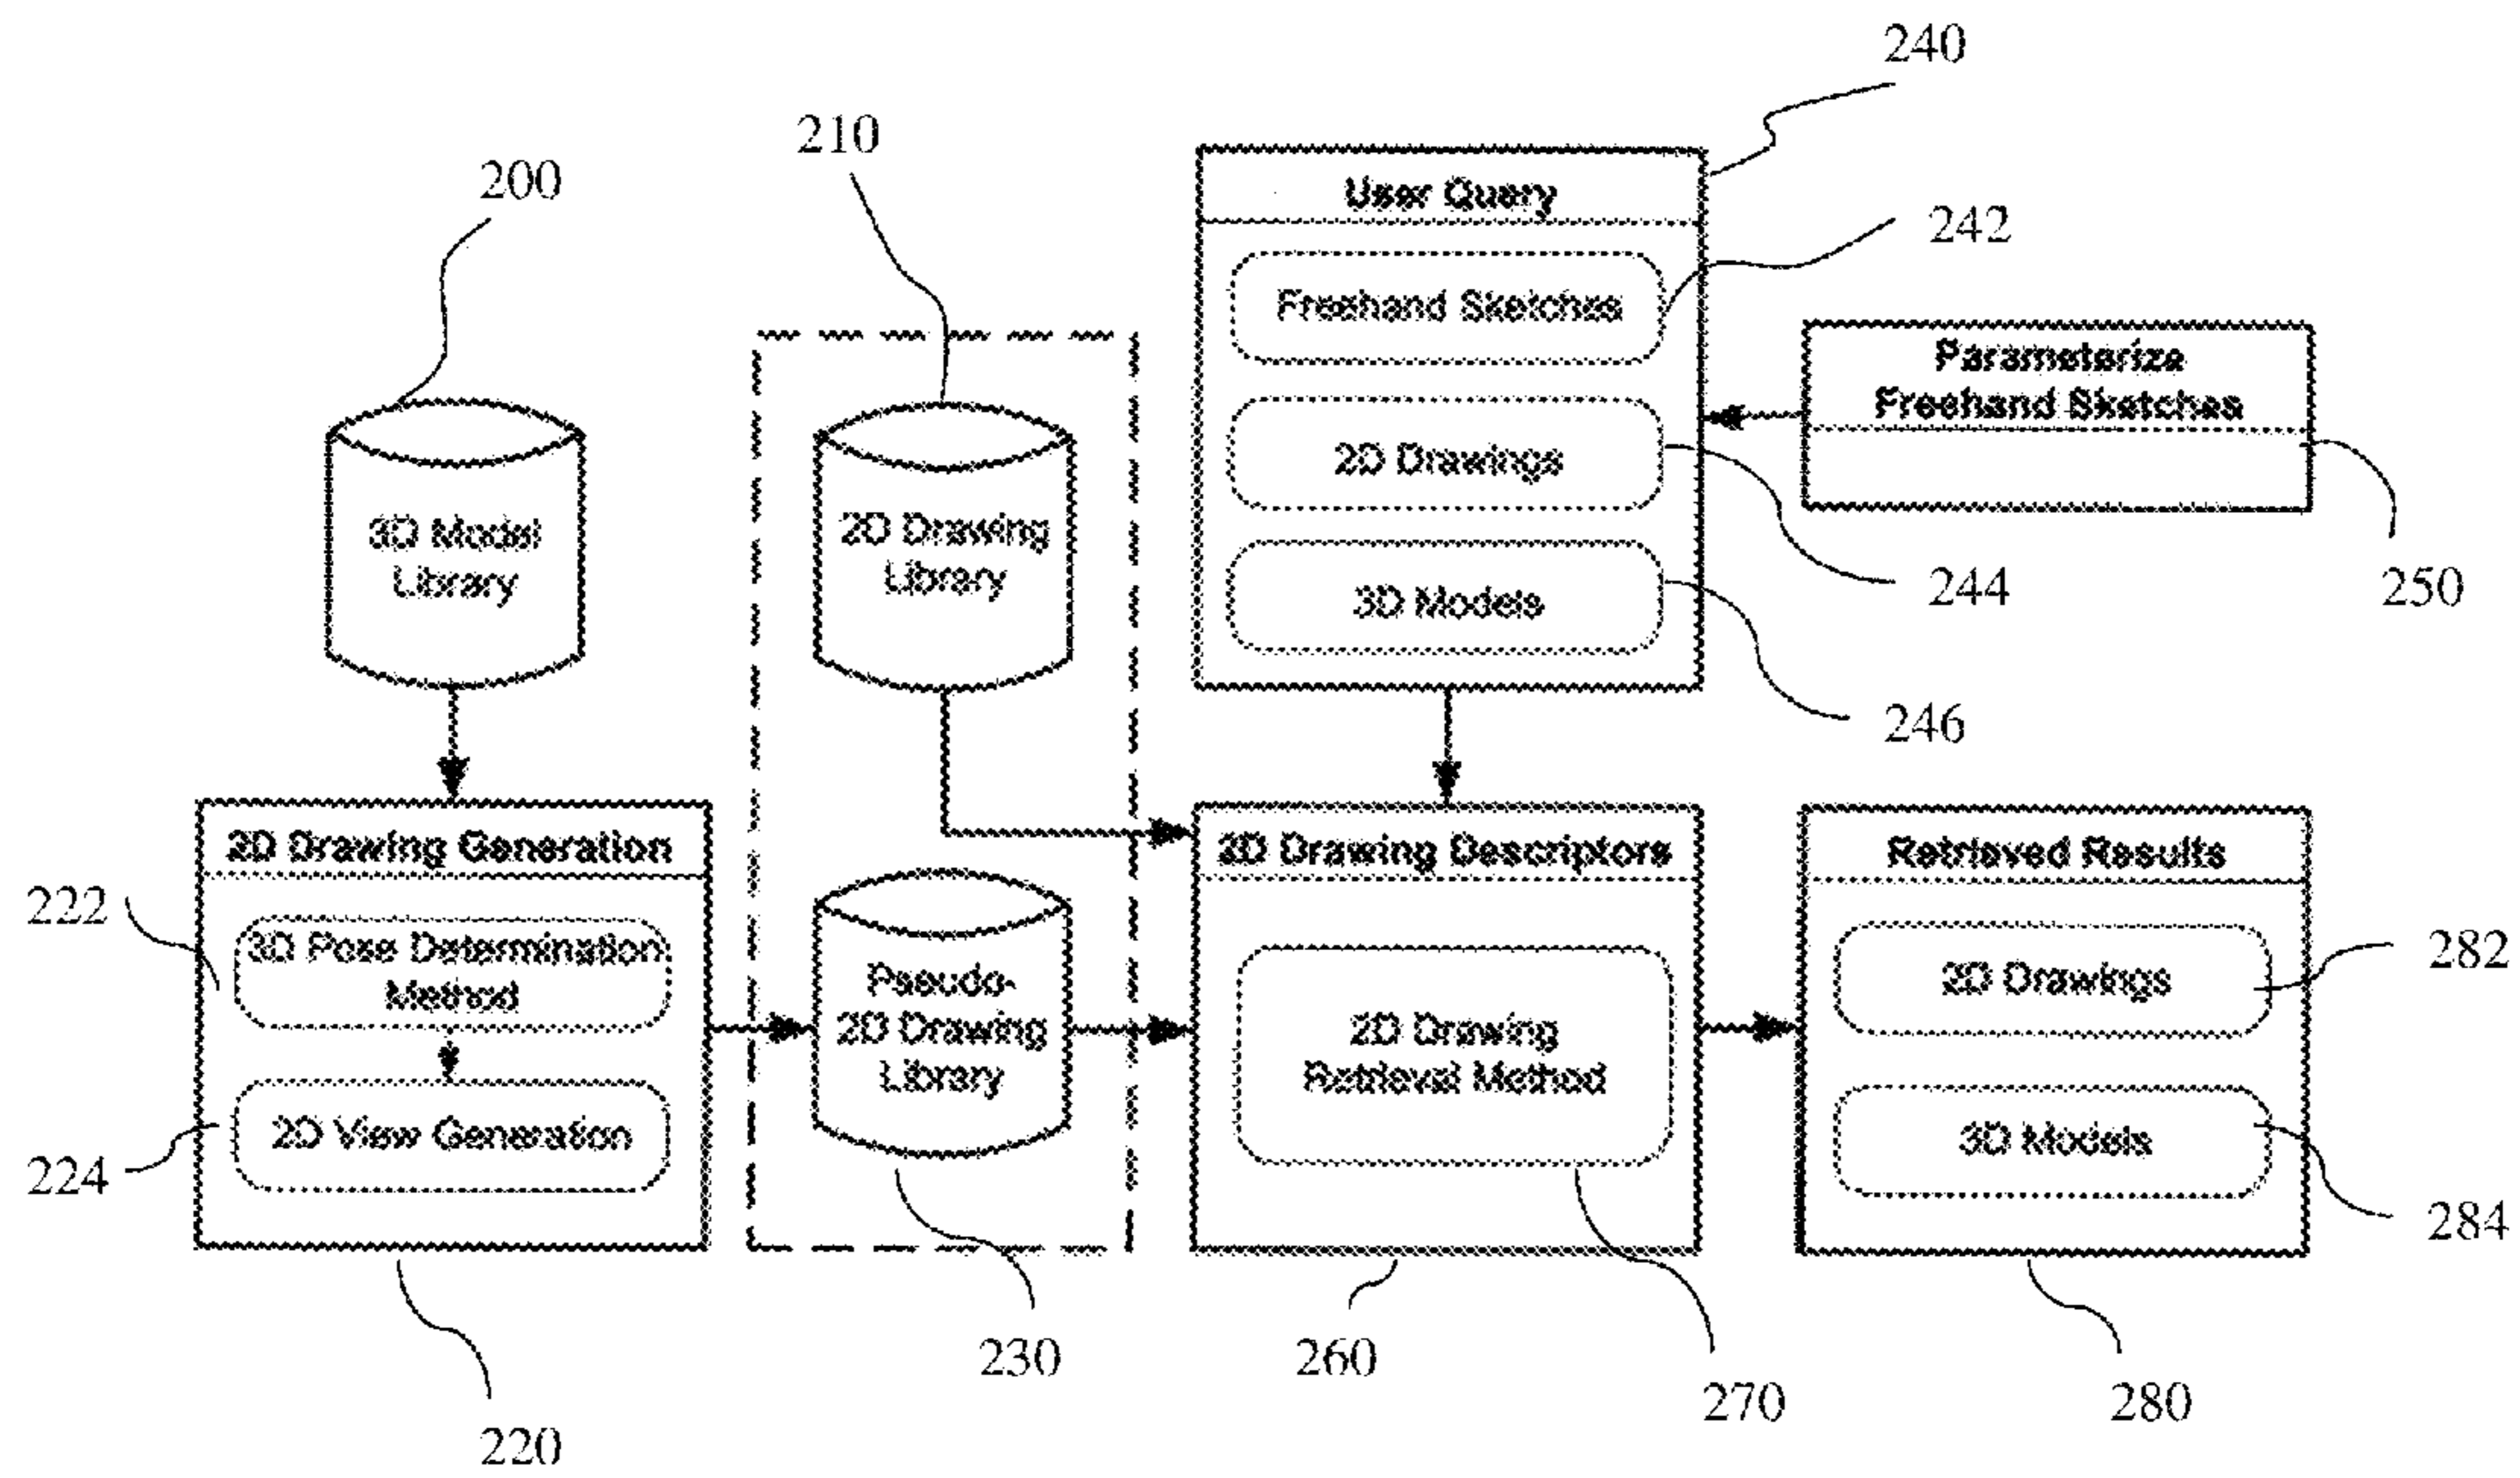 240
210
200
User Query
242
Freehand Sketches
Parameterize
Freehand Sketches
2D Drawings
3D Model
Library
2D Drawing
Library
244
250
3D Models
246
2D Drawing Generation
2D Drawing Descriptors
Retrieved Results
222
3D Pose Determination
Method
Pseudo-
2D Drawing
Library
2D Drawing
Retrieval Method
2D Drawings
282
224
2D View Generation
3D Models
284
230
260
270
280
220